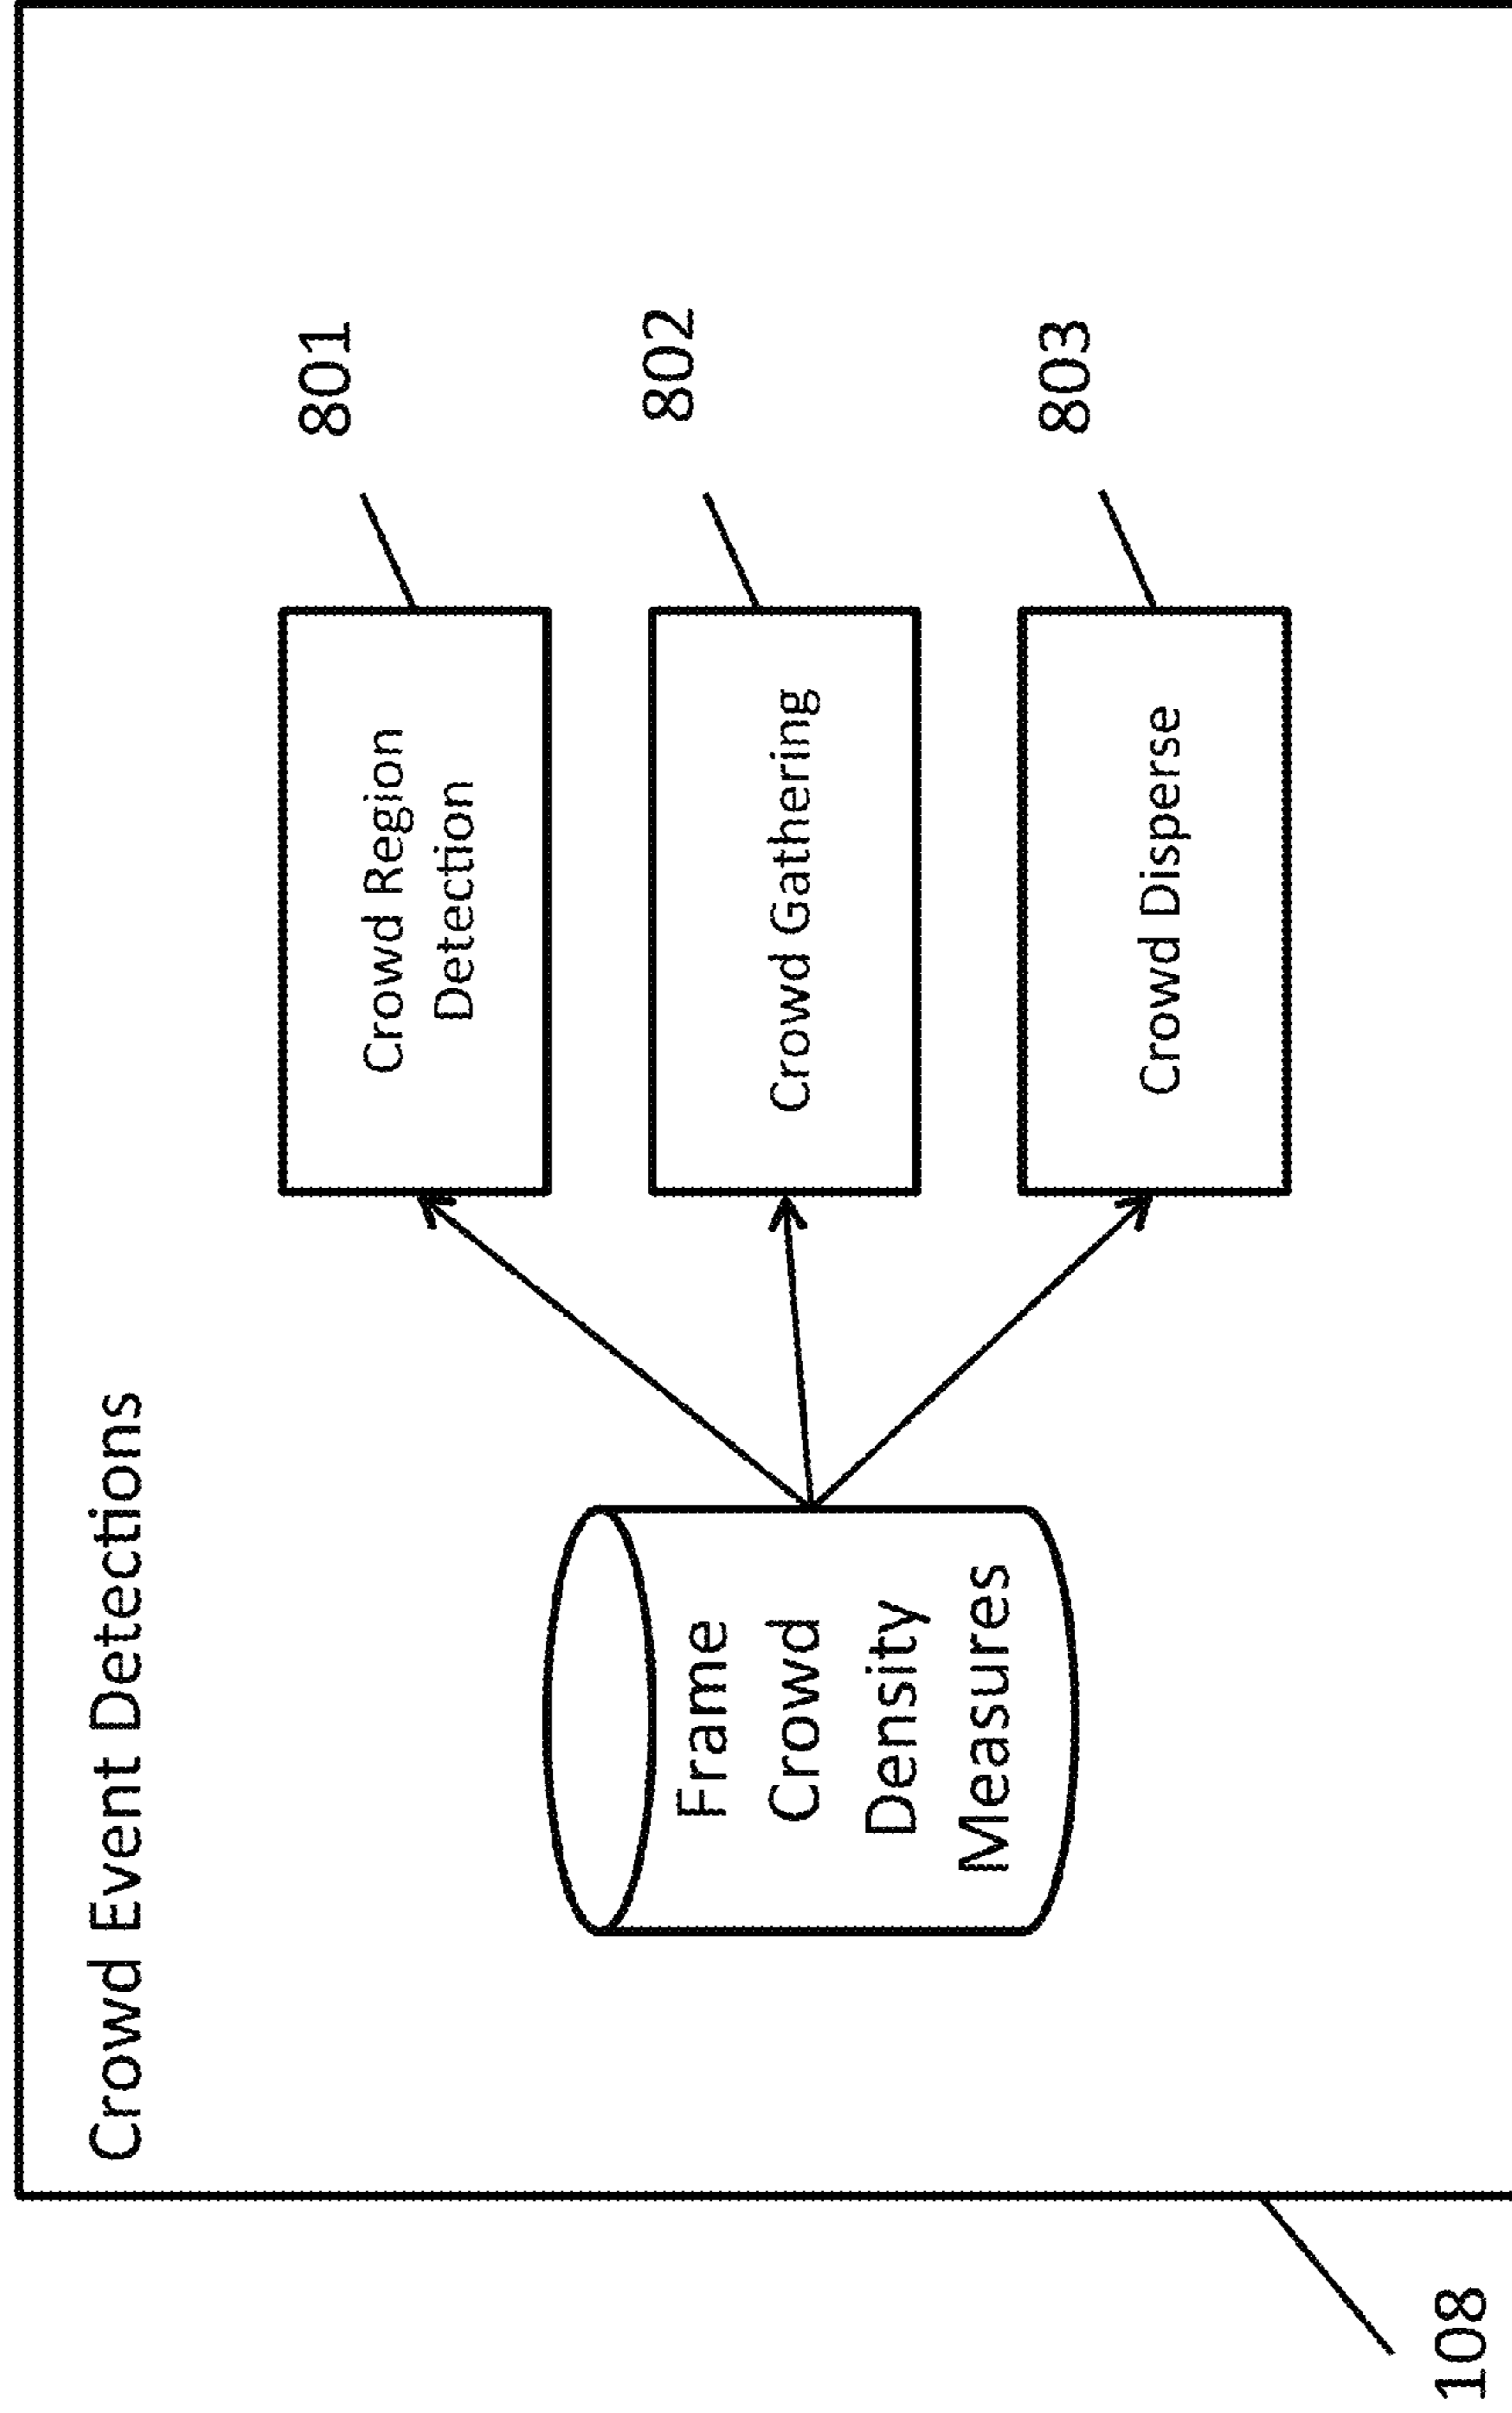 Crowd Event Detections
Frame
Crowd
Density
Measures
Crowd Region
Detection
801
Crowd Gathering
802
Crowd Disperse
803
108